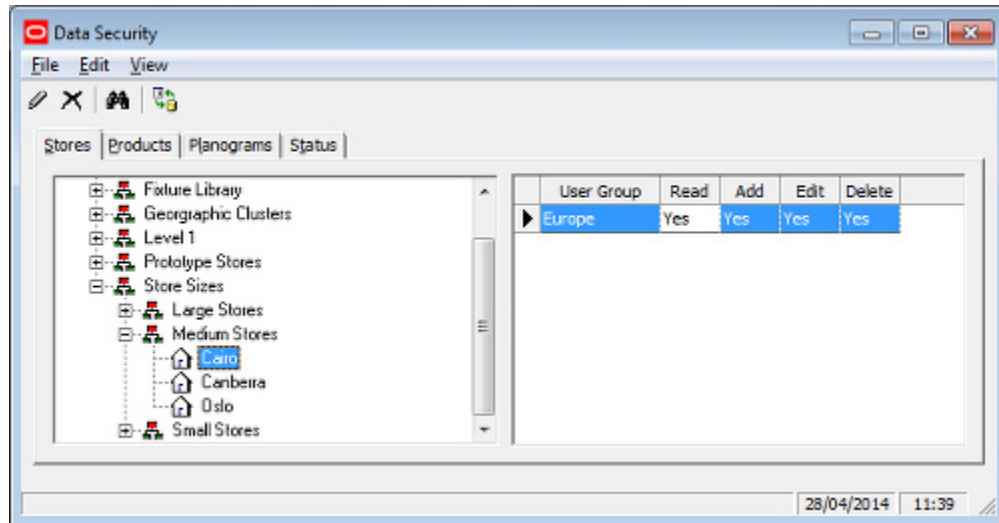 Data Security
File Edit View
Stores Products Planograms Status
Fixture Library
Georgraphic Clusters
Level 1
Prototype Stores
Store Sizes
Large Stores
Medium Stores
Cairo
Canberra
Oslo
Small Stores
User Group Read Add Edit Delete
Europe Yes Yes Yes Yes
28/04/2014 11:39